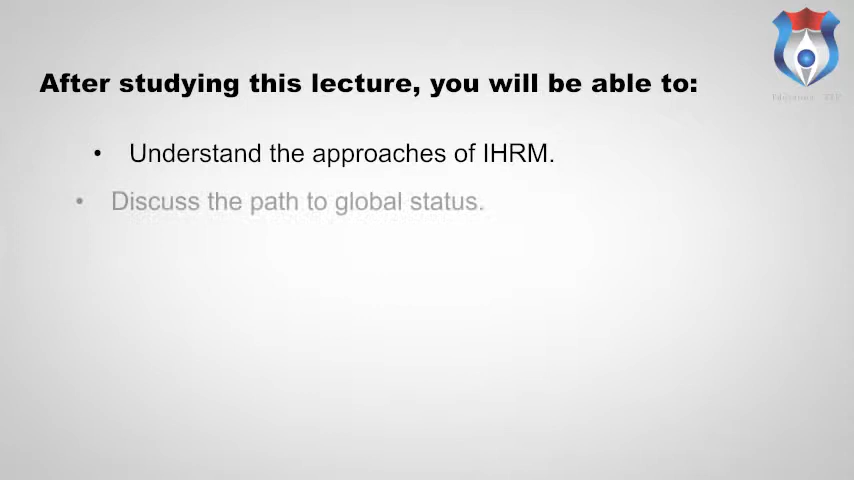 After studying this lecture, you will be able to:
• Understand the approaches of IHRM.
• Discuss the path to global status.